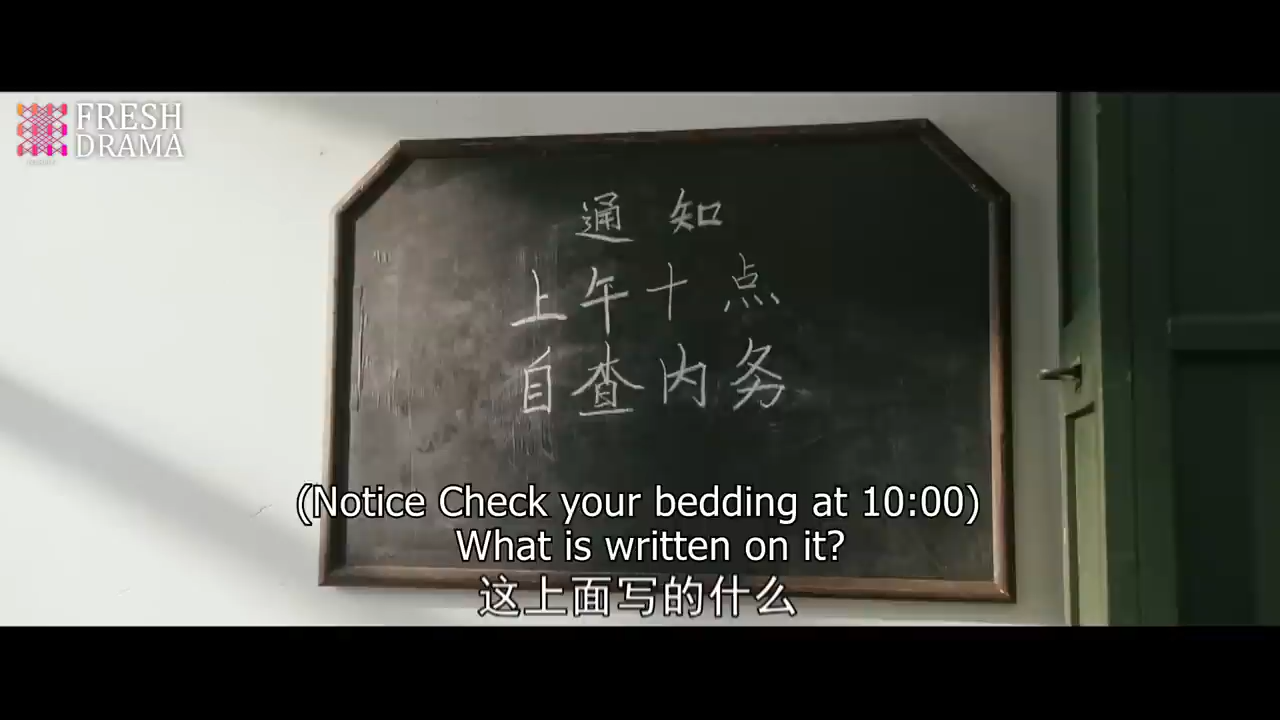 FRESH
DRAMA
通知
上午十点
自查内务
(Notice Check your bedding at 10:00)
What is written on it?
这上面写的什么